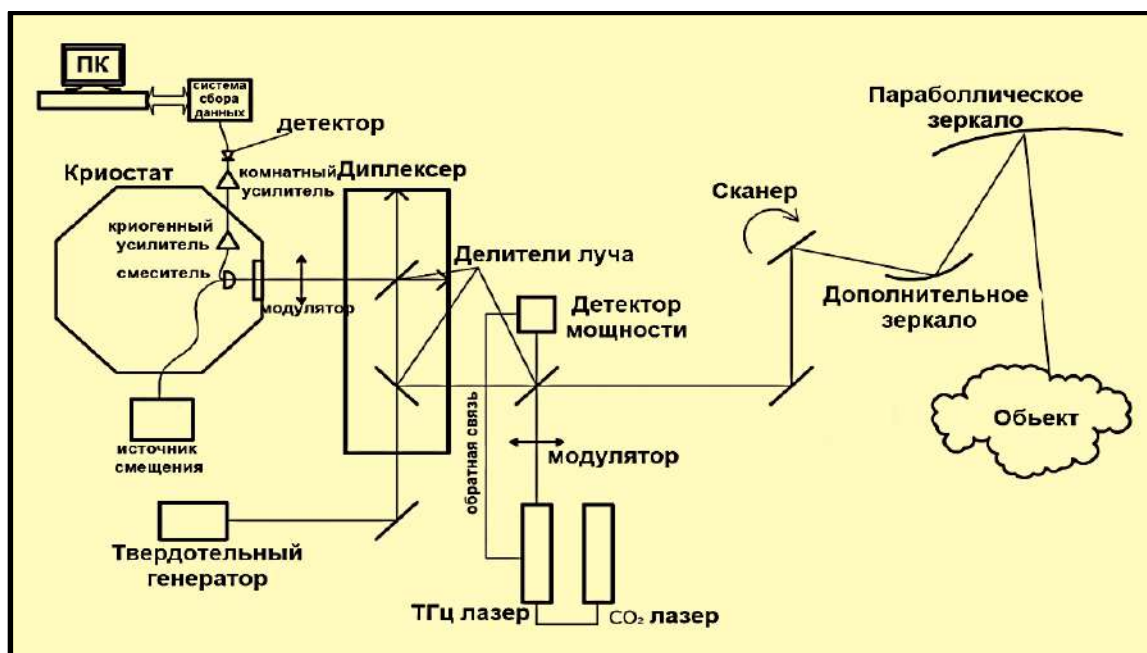 ПК
система
сбора
данных
детектор
комнатный
усилитель
Криостат
криогенный
усилитель
смеситель
модулятор
источник
смещения
Диплексер
Делители луча
Детектор
мощности
обратная связь
модулятор
Твердотельный
генератор
ТГц лазер
CO₂ лазер
Сканер
Параболлическое
зеркало
Дополнительное
зеркало
Обьект